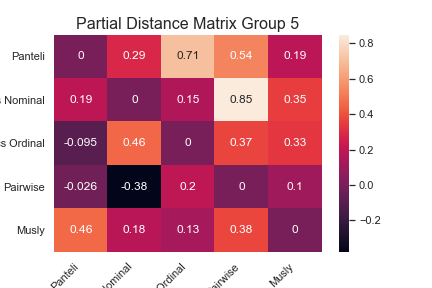 Partial Distance Matrix Group 5
Panteli 0 0.29 0.71 0.54 0.19
s Nominal 0.19 0 0.15 0.85 0.35
cs Ordinal -0.095 0.46 0 0.37 0.33
Pairwise -0.026 -0.38 0.2 0 0.1
Musly 0.46 0.18 0.13 0.38 0
Panteli ominal Ordinal airwise Musly
0.8
0.6
0.4
0.2
0.0
−0.2